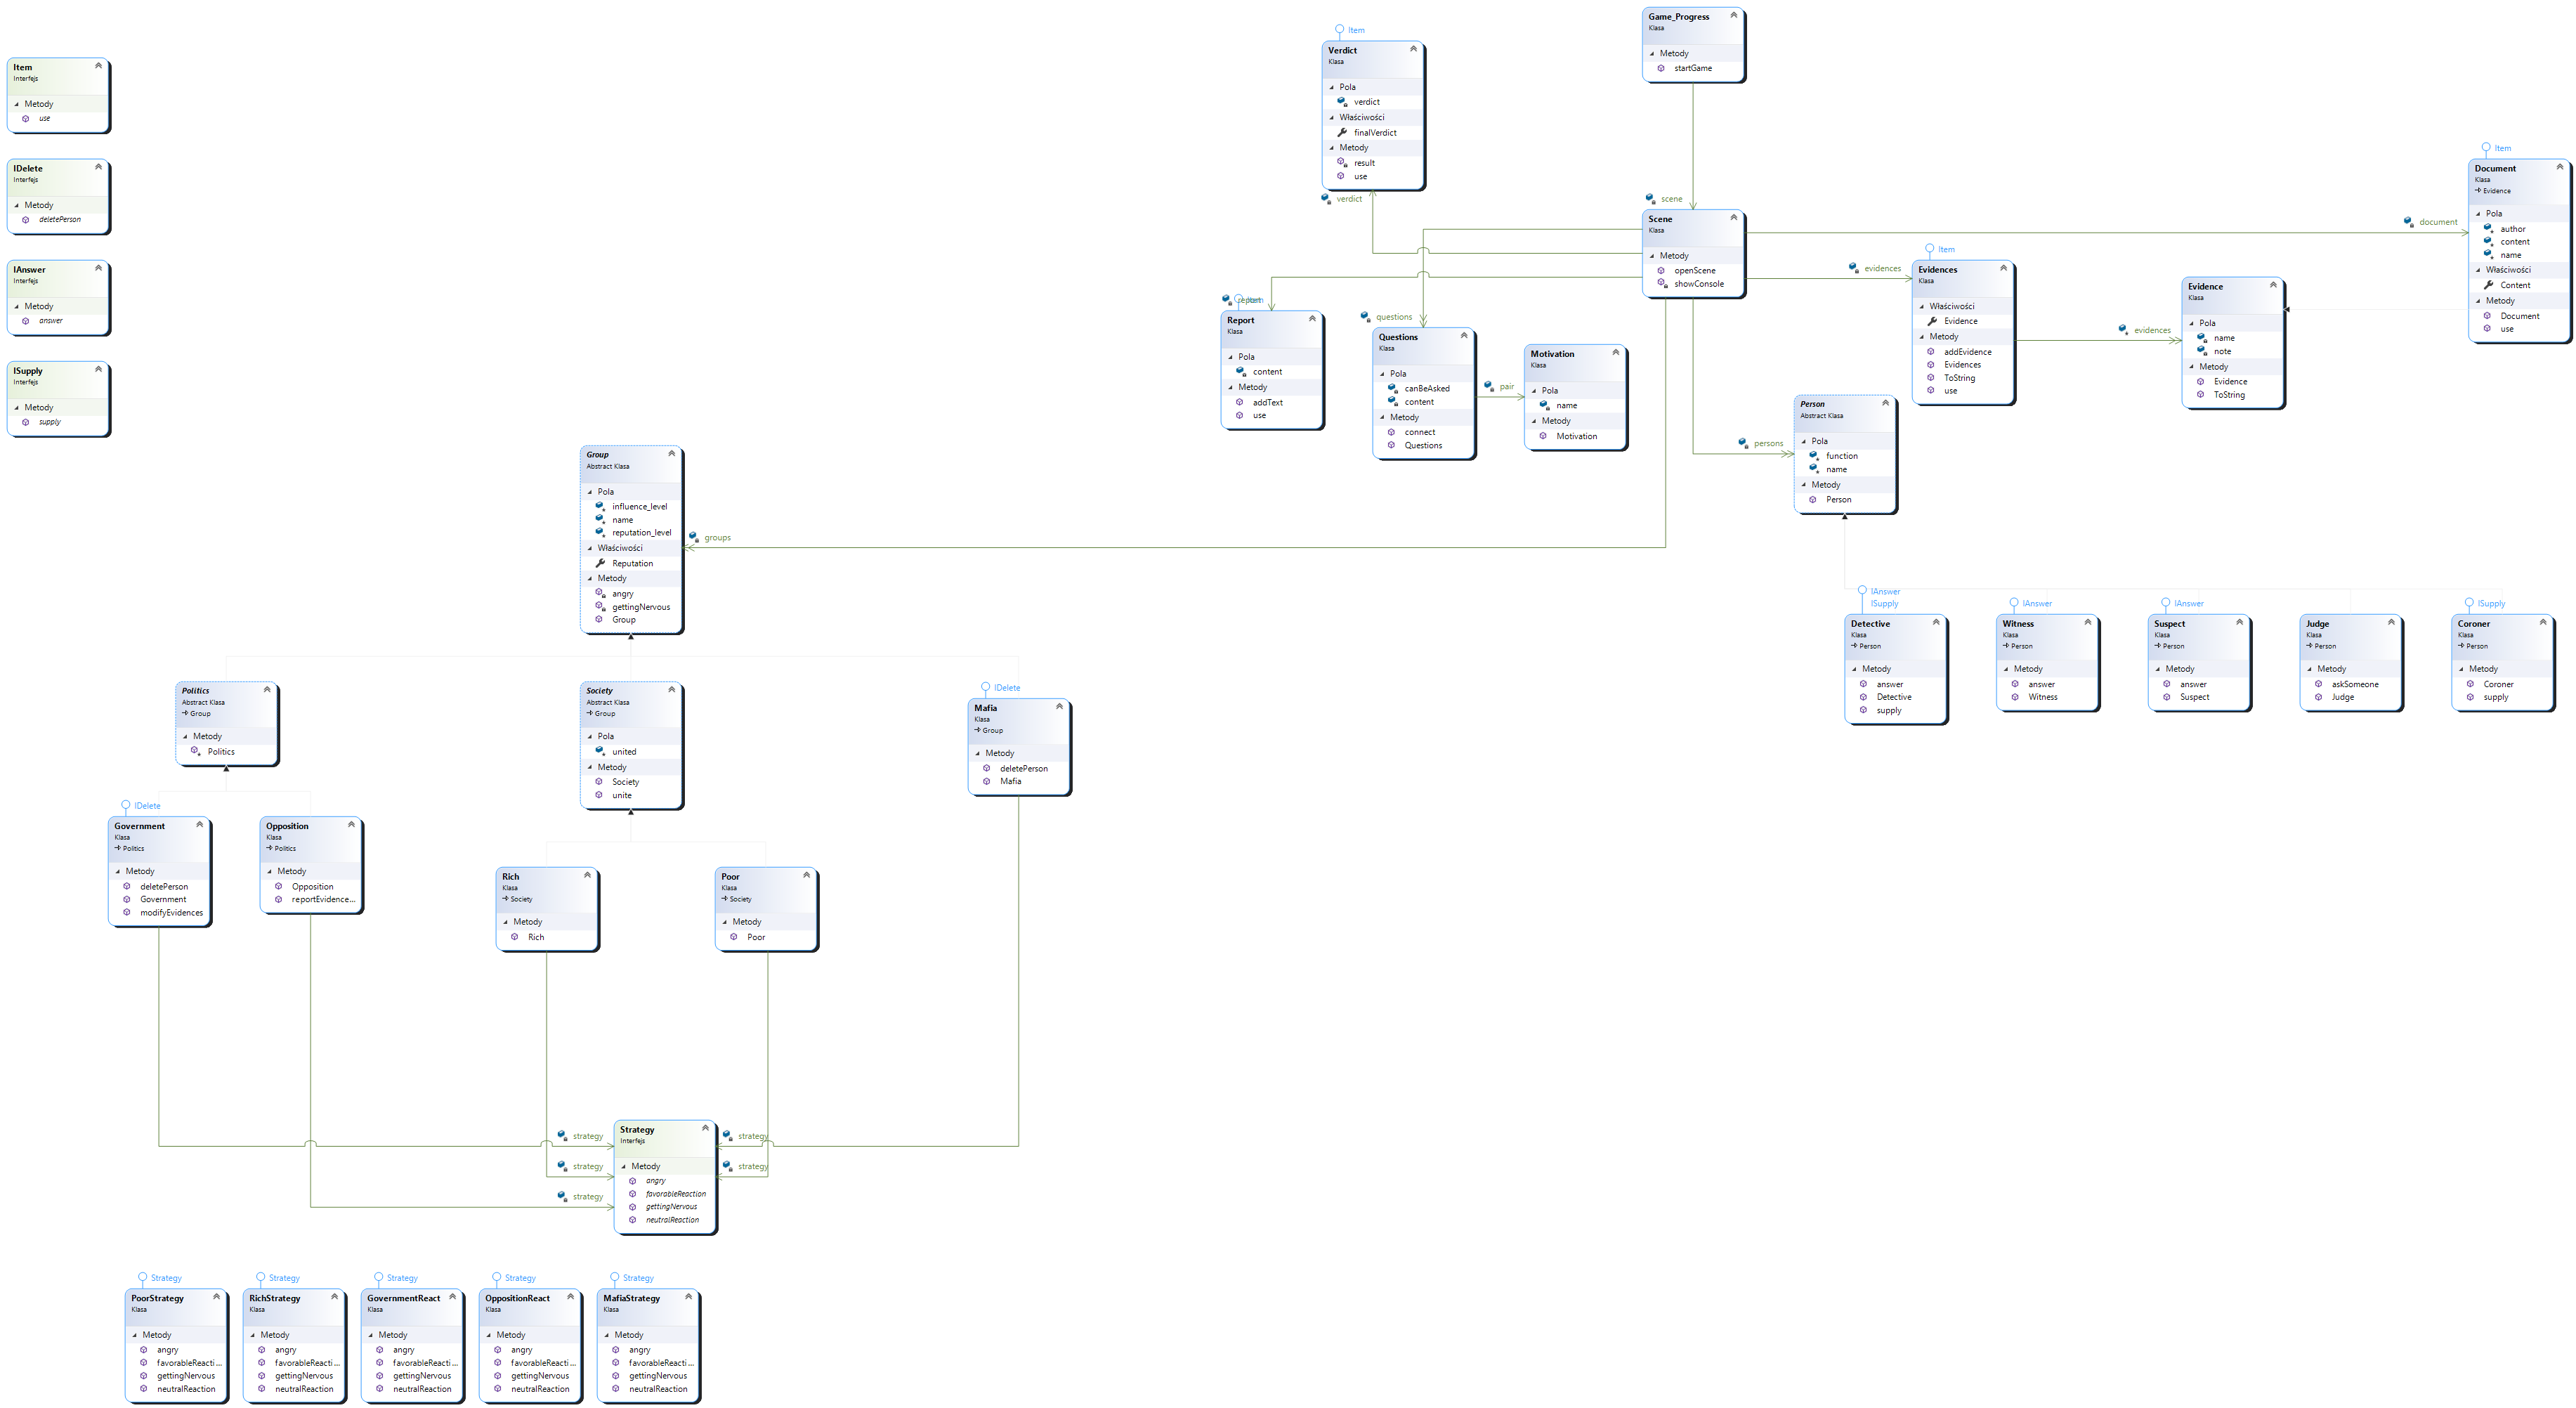 Item
Interfejs
Metody
use
IDelete
Interfejs
Metody
deletePerson
IAnswer
Interfejs
Metody
answer
ISupply
Interfejs
Metody
supply
Item
Verdict
Klasa
Pola
verdict
Właściwości
finalVerdict
Metody
result
use
verdict
Game_Progress
Klasa
Metody
startGame
scene
Scene
Klasa
Metody
openScene
showConsole
Item
Document
Klasa
Evidence
Pola
author
content
name
Właściwości
Content
Metody
Document
use
document
evidences
Item
Evidences
Klasa
Właściwości
Evidence
Metody
addEvidence
Evidences
ToString
use
evidences
Evidence
Klasa
Pola
name
note
Metody
Evidence
ToString
report
Item
Report
Klasa
Pola
content
Metody
addText
use
questions
Questions
Klasa
Pola
canBeAsked
content
Metody
connect
Questions
pair
Motivation
Klasa
Pola
name
Metody
Motivation
persons
Person
Abstract Klasa
Pola
function
name
Metody
Person
Group
Abstract Klasa
Pola
influence_level
name
reputation_level
Właściwości
Reputation
Metody
angry
gettingNervous
Group
groups
IAnswer
ISupply
Detective
Klasa
Person
Metody
answer
Detective
supply
IAnswer
Witness
Klasa
Person
Metody
answer
Witness
IAnswer
Suspect
Klasa
Person
Metody
answer
Suspect
Judge
Klasa
Person
Metody
askSomeone
Judge
ISupply
Coroner
Klasa
Person
Metody
Coroner
supply
Politics
Abstract Klasa
Group
Metody
Politics
Society
Abstract Klasa
Group
Pola
united
Metody
Society
unite
IDelete
Mafia
Klasa
Group
Metody
deletePerson
Mafia
IDelete
Government
Klasa
Politics
Metody
deletePerson
Government
modifyEvidences
Opposition
Klasa
Politics
Metody
Opposition
reportEvidence...
Rich
Klasa
Society
Metody
Rich
Poor
Klasa
Society
Metody
Poor
strategy
strategy
strategy
strategy
strategy
Strategy
Interfejs
Metody
angry
favorableReaction
gettingNervous
neutralReaction
Strategy
PoorStrategy
Klasa
Metody
angry
favorableReacti...
gettingNervous
neutralReaction
Strategy
RichStrategy
Klasa
Metody
angry
favorableReacti...
gettingNervous
neutralReaction
Strategy
GovernmentReact
Klasa
Metody
angry
favorableReacti...
gettingNervous
neutralReaction
Strategy
OppositionReact
Klasa
Metody
angry
favorableReacti...
gettingNervous
neutralReaction
Strategy
MafiaStrategy
Klasa
Metody
angry
favorableReacti...
gettingNervous
neutralReaction